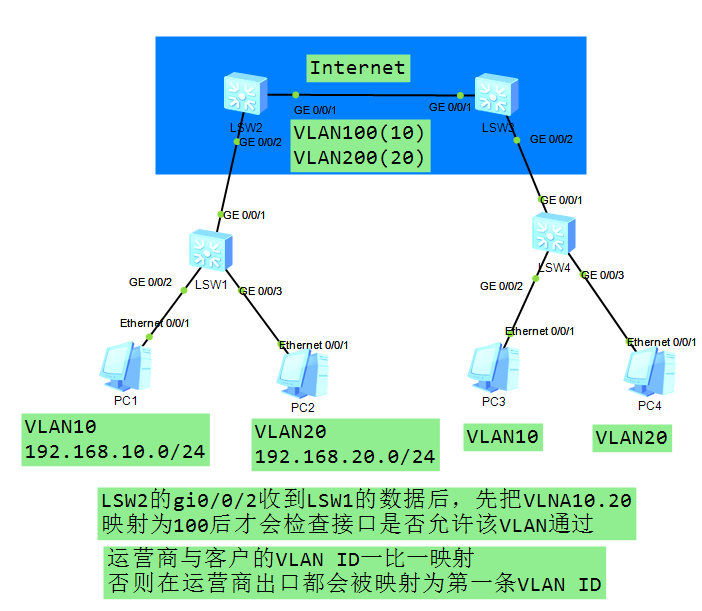 Internet
GE 0/0/1
GE 0/0/1
LSW2
LSW3
VLAN100(10)
VLAN200(20)
GE 0/0/2
GE 0/0/2
GE 0/0/1
GE 0/0/1
LSW1
LSW4
GE 0/0/2
GE 0/0/3
GE 0/0/2
GE 0/0/3
Ethernet 0/0/1
Ethernet 0/0/1
Ethernet 0/0/1
Ethernet 0/0/1
PC1
PC2
PC3
PC4
VLAN10
192.168.10.0/24
VLAN20
192.168.20.0/24
VLAN10
VLAN20
LSW2的gi0/0/2收到LSW1的数据后，先把VLNA10.20
映射为100后才会检查接口是否允许该VLAN通过
运营商与客户的VLAN ID一比一映射
否则在运营商出口都会被映射为第一条VLAN ID